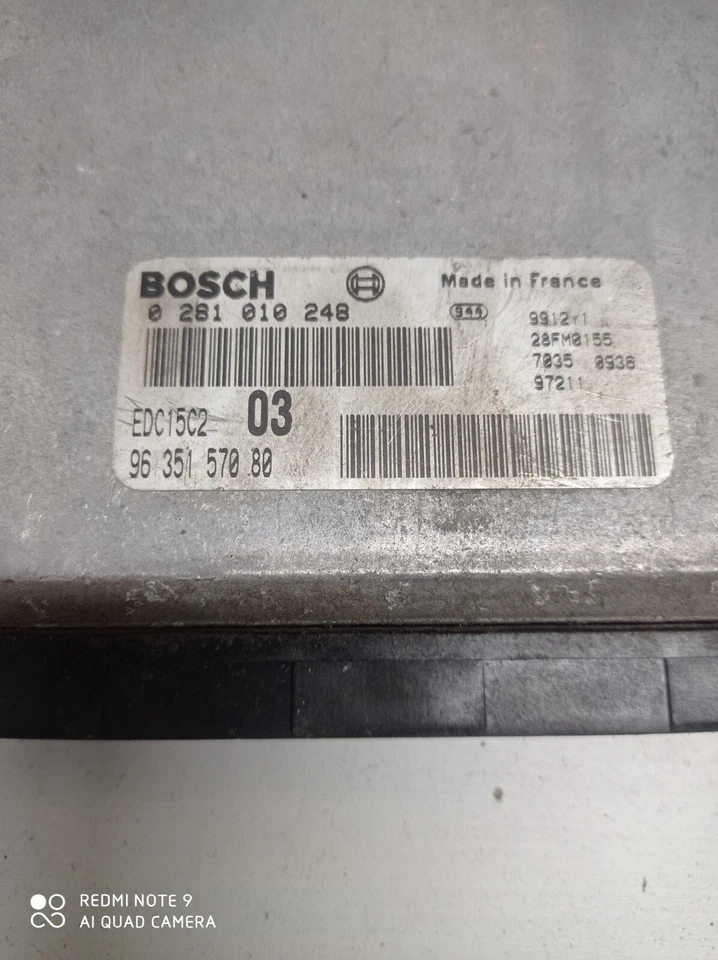 BOSCH
Made in France
0 281 010 248
944
28FM0155
7035 0936
97211
EDC15C2 03
96 351 570 80
REDMI NOTE 9
AI QUAD CAMERA